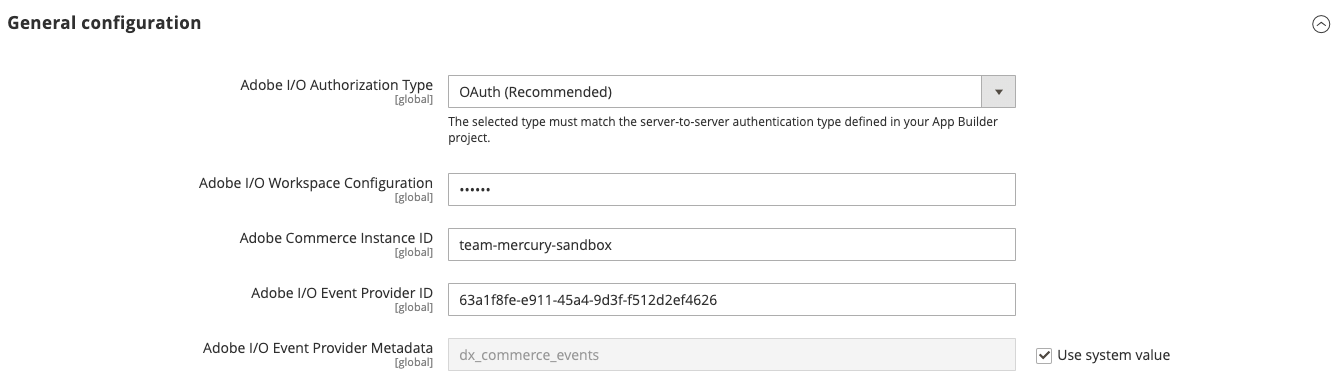 General configuration
Adobe I/O Authorization Type
[global]
OAuth (Recommended)
The selected type must match the server-to-server authentication type defined in your App Builder
project.
Adobe I/O Workspace Configuration
[global]
••••••
Adobe Commerce Instance ID
[global]
team-mercury-sandbox
Adobe I/O Event Provider ID
[global]
63a1f8fe-e911-45a4-9d3f-f512d2ef4626
Adobe I/O Event Provider Metadata
[global]
dx_commerce_events
Use system value